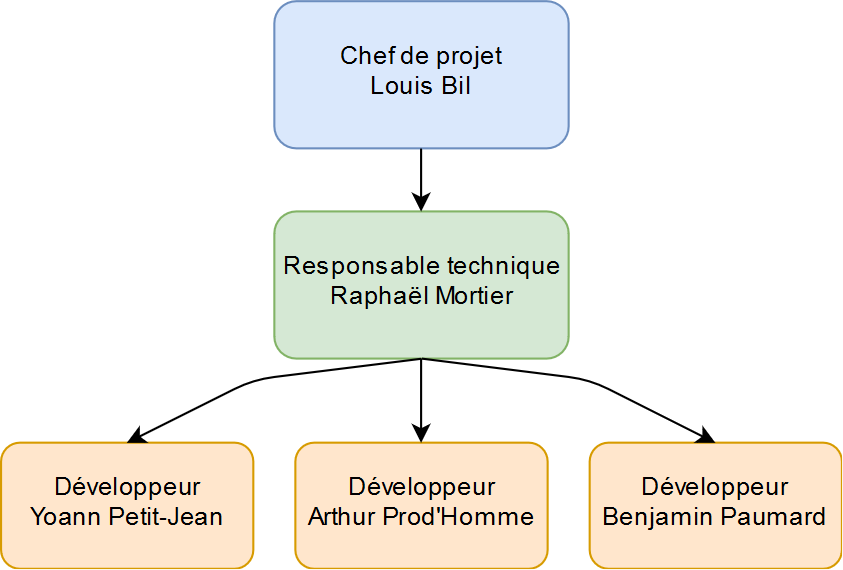 Chef de projet
Louis Bil
Responsable technique
Raphaël Mortier
Développeur
Yoann Petit-Jean
Développeur
Arthur Prod'Homme
Développeur
Benjamin Paumard